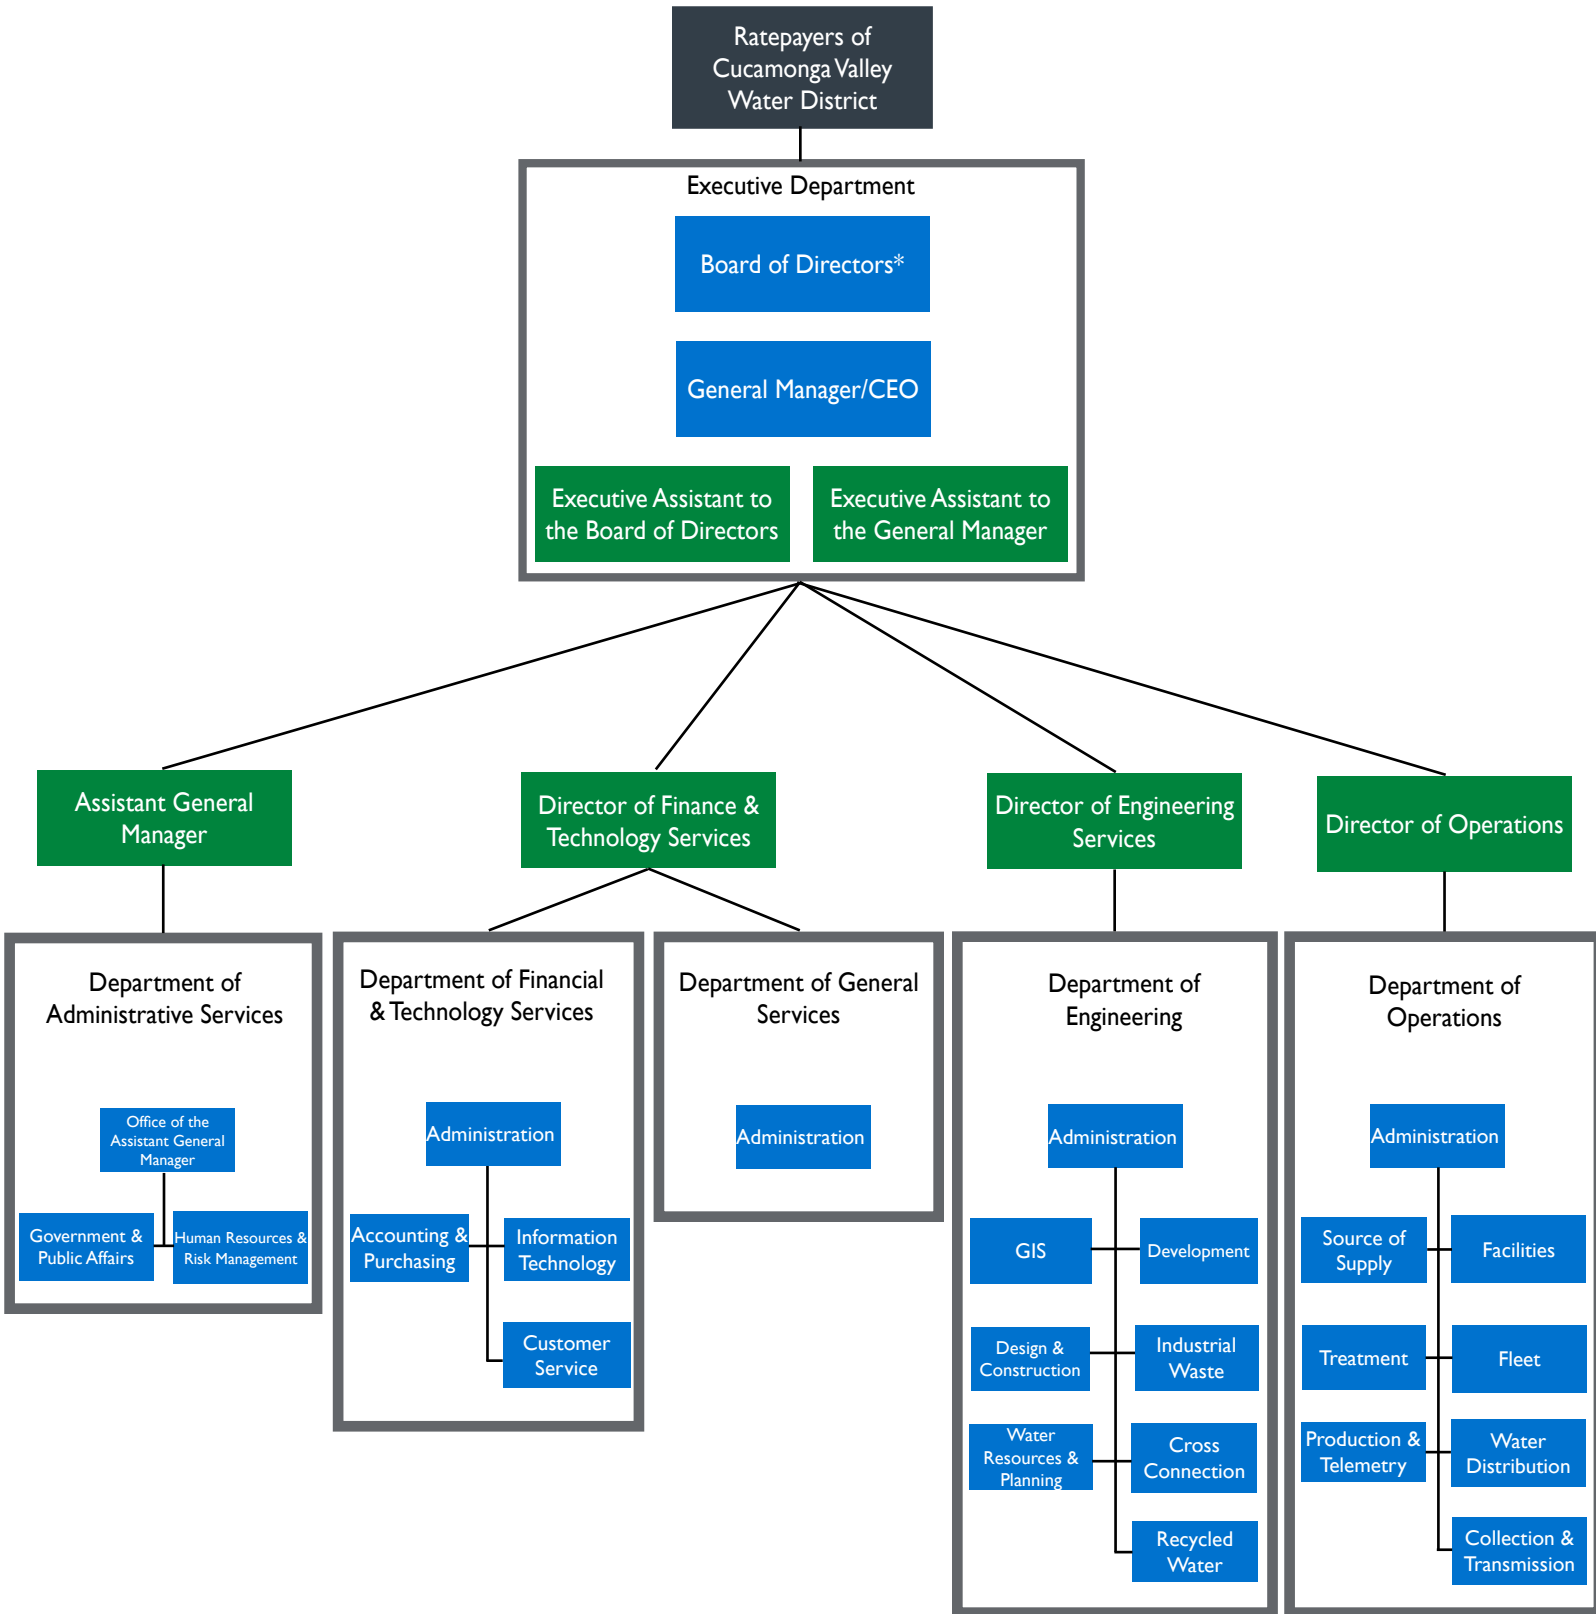 Ratepayers of
Cucamonga Valley
Water District
Executive Department
Board of Directors*
General Manager/CEO
Executive Assistant to
the Board of Directors
Executive Assistant to
the General Manager
Assistant General
Manager
Director of Finance &
Technology Services
Director of Engineering
Services
Director of Operations
Department of
Administrative Services
Office of the
Assistant General
Manager
Government &
Public Affairs
Human Resources &
Risk Management
Department of Financial
& Technology Services
Administration
Accounting &
Purchasing
Information
Technology
Customer
Service
Department of General
Services
Administration
Department of
Engineering
Administration
GIS
Development
Design &
Construction
Industrial
Waste
Water
Resources &
Planning
Cross
Connection
Recycled
Water
Department of
Operations
Administration
Source of
Supply
Facilities
Treatment
Fleet
Production &
Telemetry
Water
Distribution
Collection &
Transmission